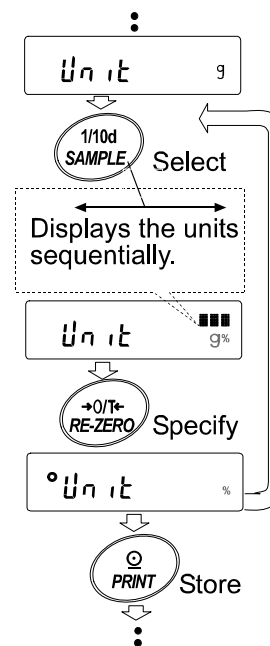 Unit g
1/10d
SAMPLE Select
Displays the units
sequentially.
Unit g%
→0/T←
RE-ZERO Specify
°Unit %
PRINT Store